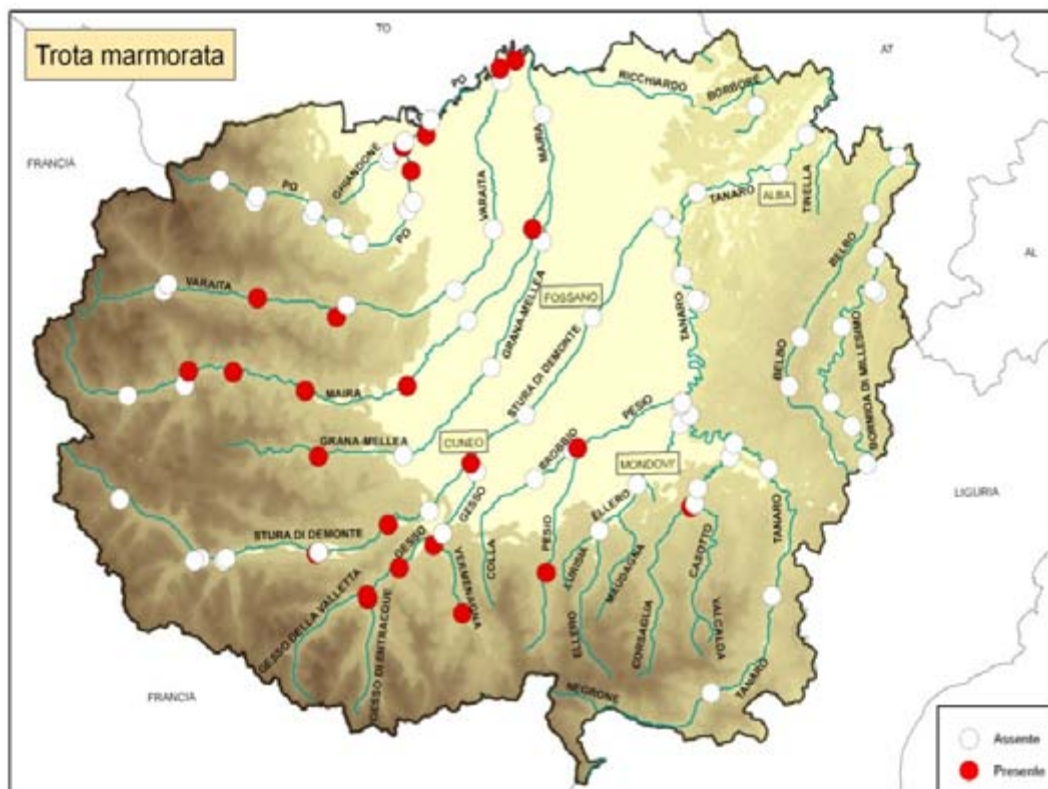 TO
Trota marmorata
AT
PO
RICCHIARDO
BORBORE
MAIRA
FRANCIA
GHIANDONE
PO
VARAITA
TANARO
ALBA
TINELLA
PO
BELBO
AL
VARAITA
GRANA-MELLEA
FOSSANO
TANARO
BORMIDA DI MILLESIMO
STURA DI DEMONTE
BELBO
MAIRA
PESIO
GRANA-MELLEA
CUNEO
BROBBIO
MONDOVI'
LIGURIA
GESSO
ELLERO
TANARO
STURA DI DEMONTE
GESSO
COLLA
PESIO
LURISIA
MAUDAGNA
CASOTTO
VERMENAGNA
GESSO DELLA VALLETTA
GESSO DI ENTRACQUE
ELLERO
CORSAGLIA
VALCALDA
TANARO
FRANCIA
NEGRONE
Assente
Presente